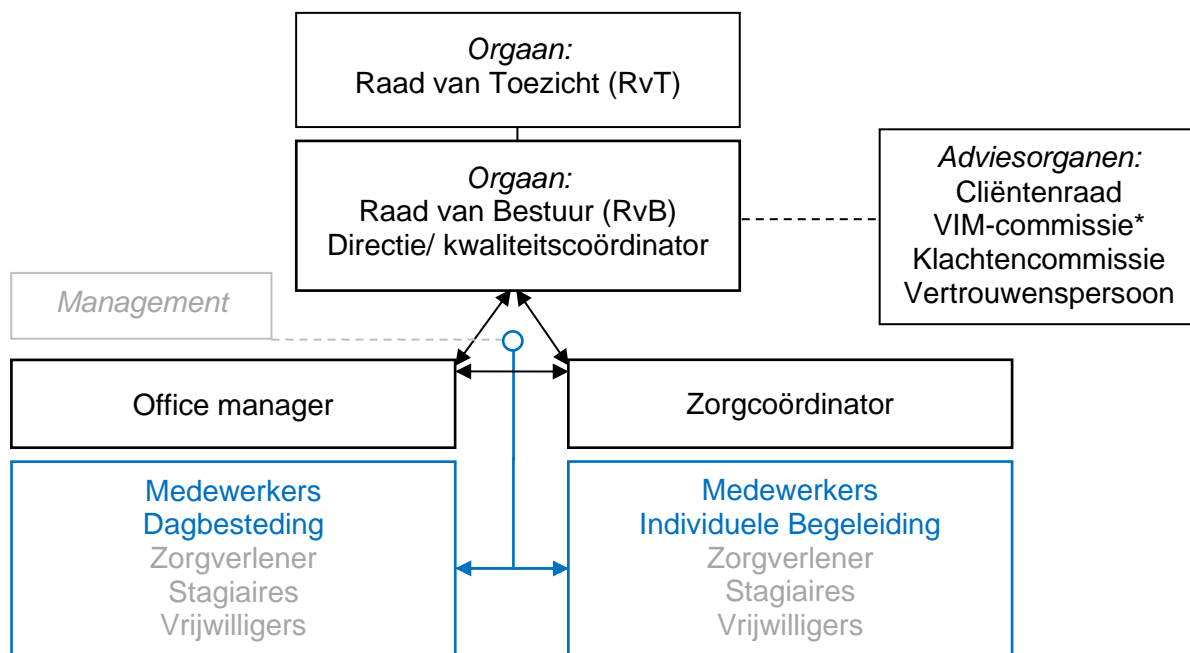 Orgaan:
Raad van Toezicht (RvT)
Orgaan:
Raad van Bestuur (RvB)
Directie/ kwaliteitscoördinator
Adviesorganen:
Cliëntenraad
VIM-commissie*
Klachtencommissie
Vertrouwenspersoon
Management
Office manager
Zorgcoördinator
Medewerkers
Dagbesteding
Zorgverlener
Stagiaires
Vrijwilligers
Medewerkers
Individuele Begeleiding
Zorgverlener
Stagiaires
Vrijwilligers